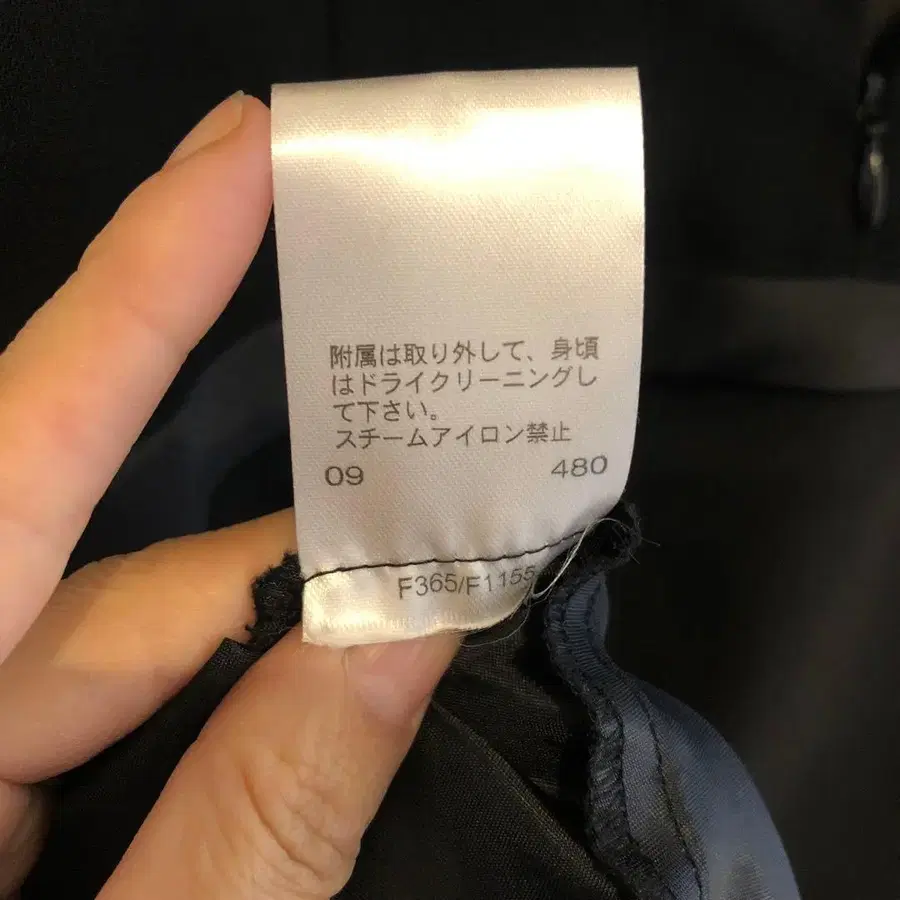 附属は取り外して、身頃
はドライクリーニングし
て下さい。
スチームアイロン禁止
09 480
F365/F1155